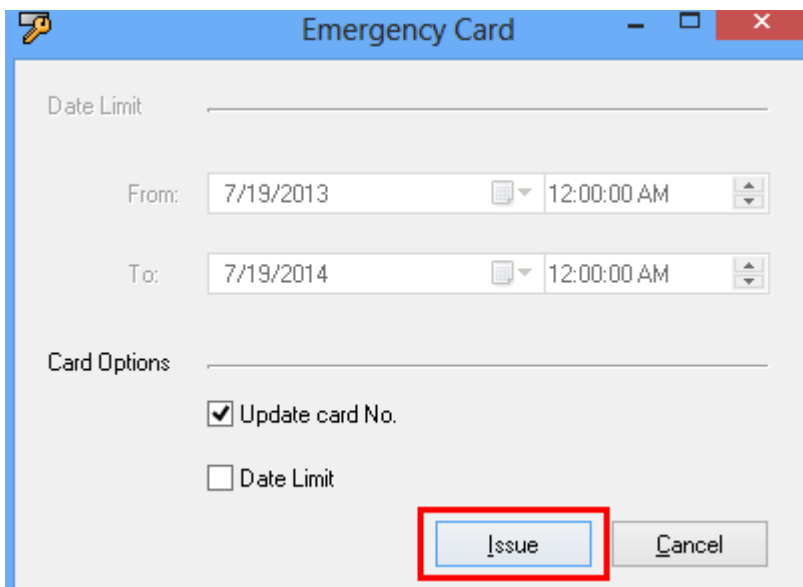 Emergency Card
Date Limit
From: 7/19/2013 12:00:00 AM
To: 7/19/2014 12:00:00 AM
Card Options
Update card No.
Date Limit
Issue Cancel